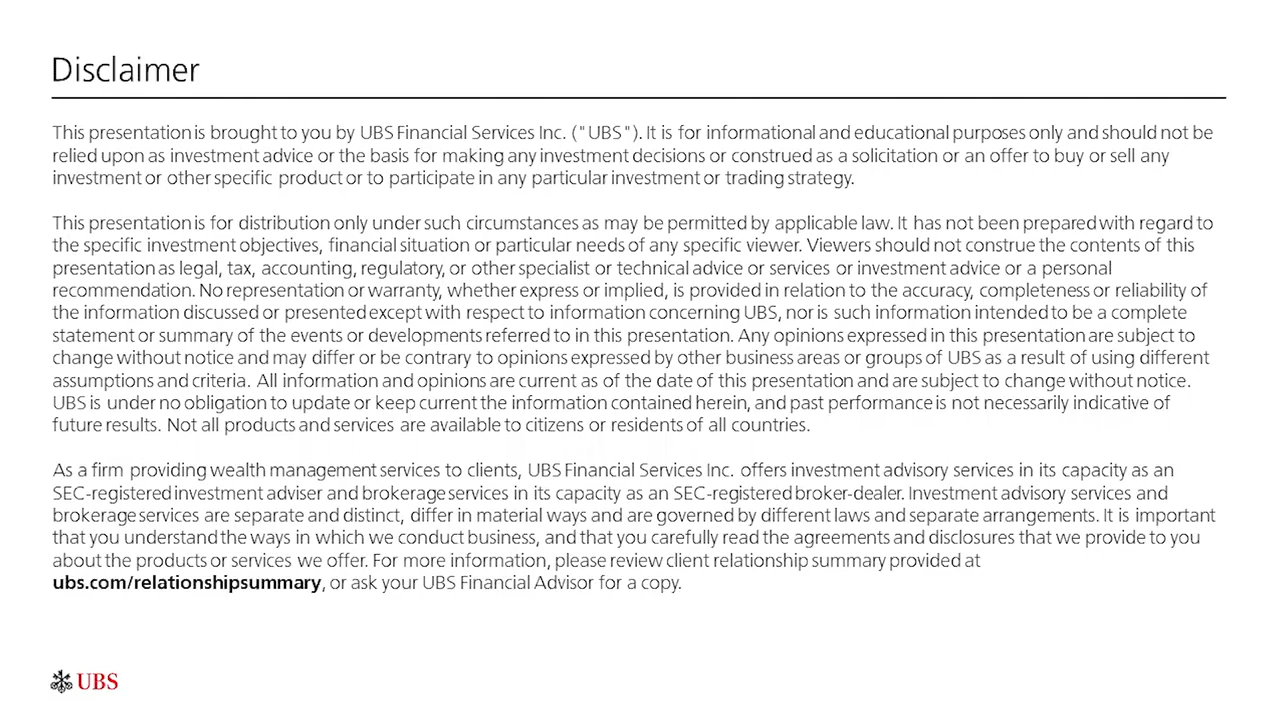 Disclaimer
This presentation is brought to you by UBS Financial Services Inc. ("UBS"). It is for informational and educational purposes only and should not be
relied upon as investment advice or the basis for making any investment decisions or construed as a solicitation or an offer to buy or sell any
investment or other specific product or to participate in any particular investment or trading strategy.
This presentation is for distribution only under such circumstances as may be permitted by applicable law. It has not been prepared with regard to
the specific investment objectives, financial situation or particular needs of any specific viewer. Viewers should not construe the contents of this
presentation as legal, tax, accounting, regulatory, or other specialist or technical advice or services or investment advice or a personal
recommendation. No representation or warranty, whether express or implied, is provided in relation to the accuracy, completeness or reliability of
the information discussed or presented except with respect to information concerning UBS, nor is such information intended to be a complete
statement or summary of the events or developments referred to in this presentation. Any opinions expressed in this presentation are subject to
change without notice and may differ or be contrary to opinions expressed by other business areas or groups of UBS as a result of using different
assumptions and criteria. All information and opinions are current as of the date of this presentation and are subject to change without notice.
UBS is under no obligation to update or keep current the information contained herein, and past performance is not necessarily indicative of
future results. Not all products and services are available to citizens or residents of all countries.
As a firm providing wealth management services to clients, UBS Financial Services Inc. offers investment advisory services in its capacity as an
SEC-registered investment adviser and brokerage services in its capacity as an SEC-registered broker-dealer. Investment advisory services and
brokerage services are separate and distinct, differ in material ways and are governed by different laws and separate arrangements. It is important
that you understand the ways in which we conduct business, and that you carefully read the agreements and disclosures that we provide to you
about the products or services we offer. For more information, please review client relationship summary provided at
ubs.com/relationshipsummary, or ask your UBS Financial Advisor for a copy.
UBS